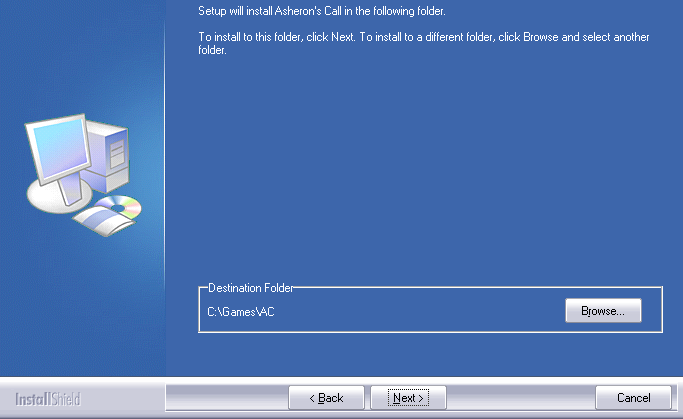 Setup will install Asheron's Call in the following folder.
To install to this folder, click Next. To install to a different folder, click Browse and select another
folder.
Destination Folder
C:\Games\AC
Browse...
InstallShield
< Back
Next >
Cancel